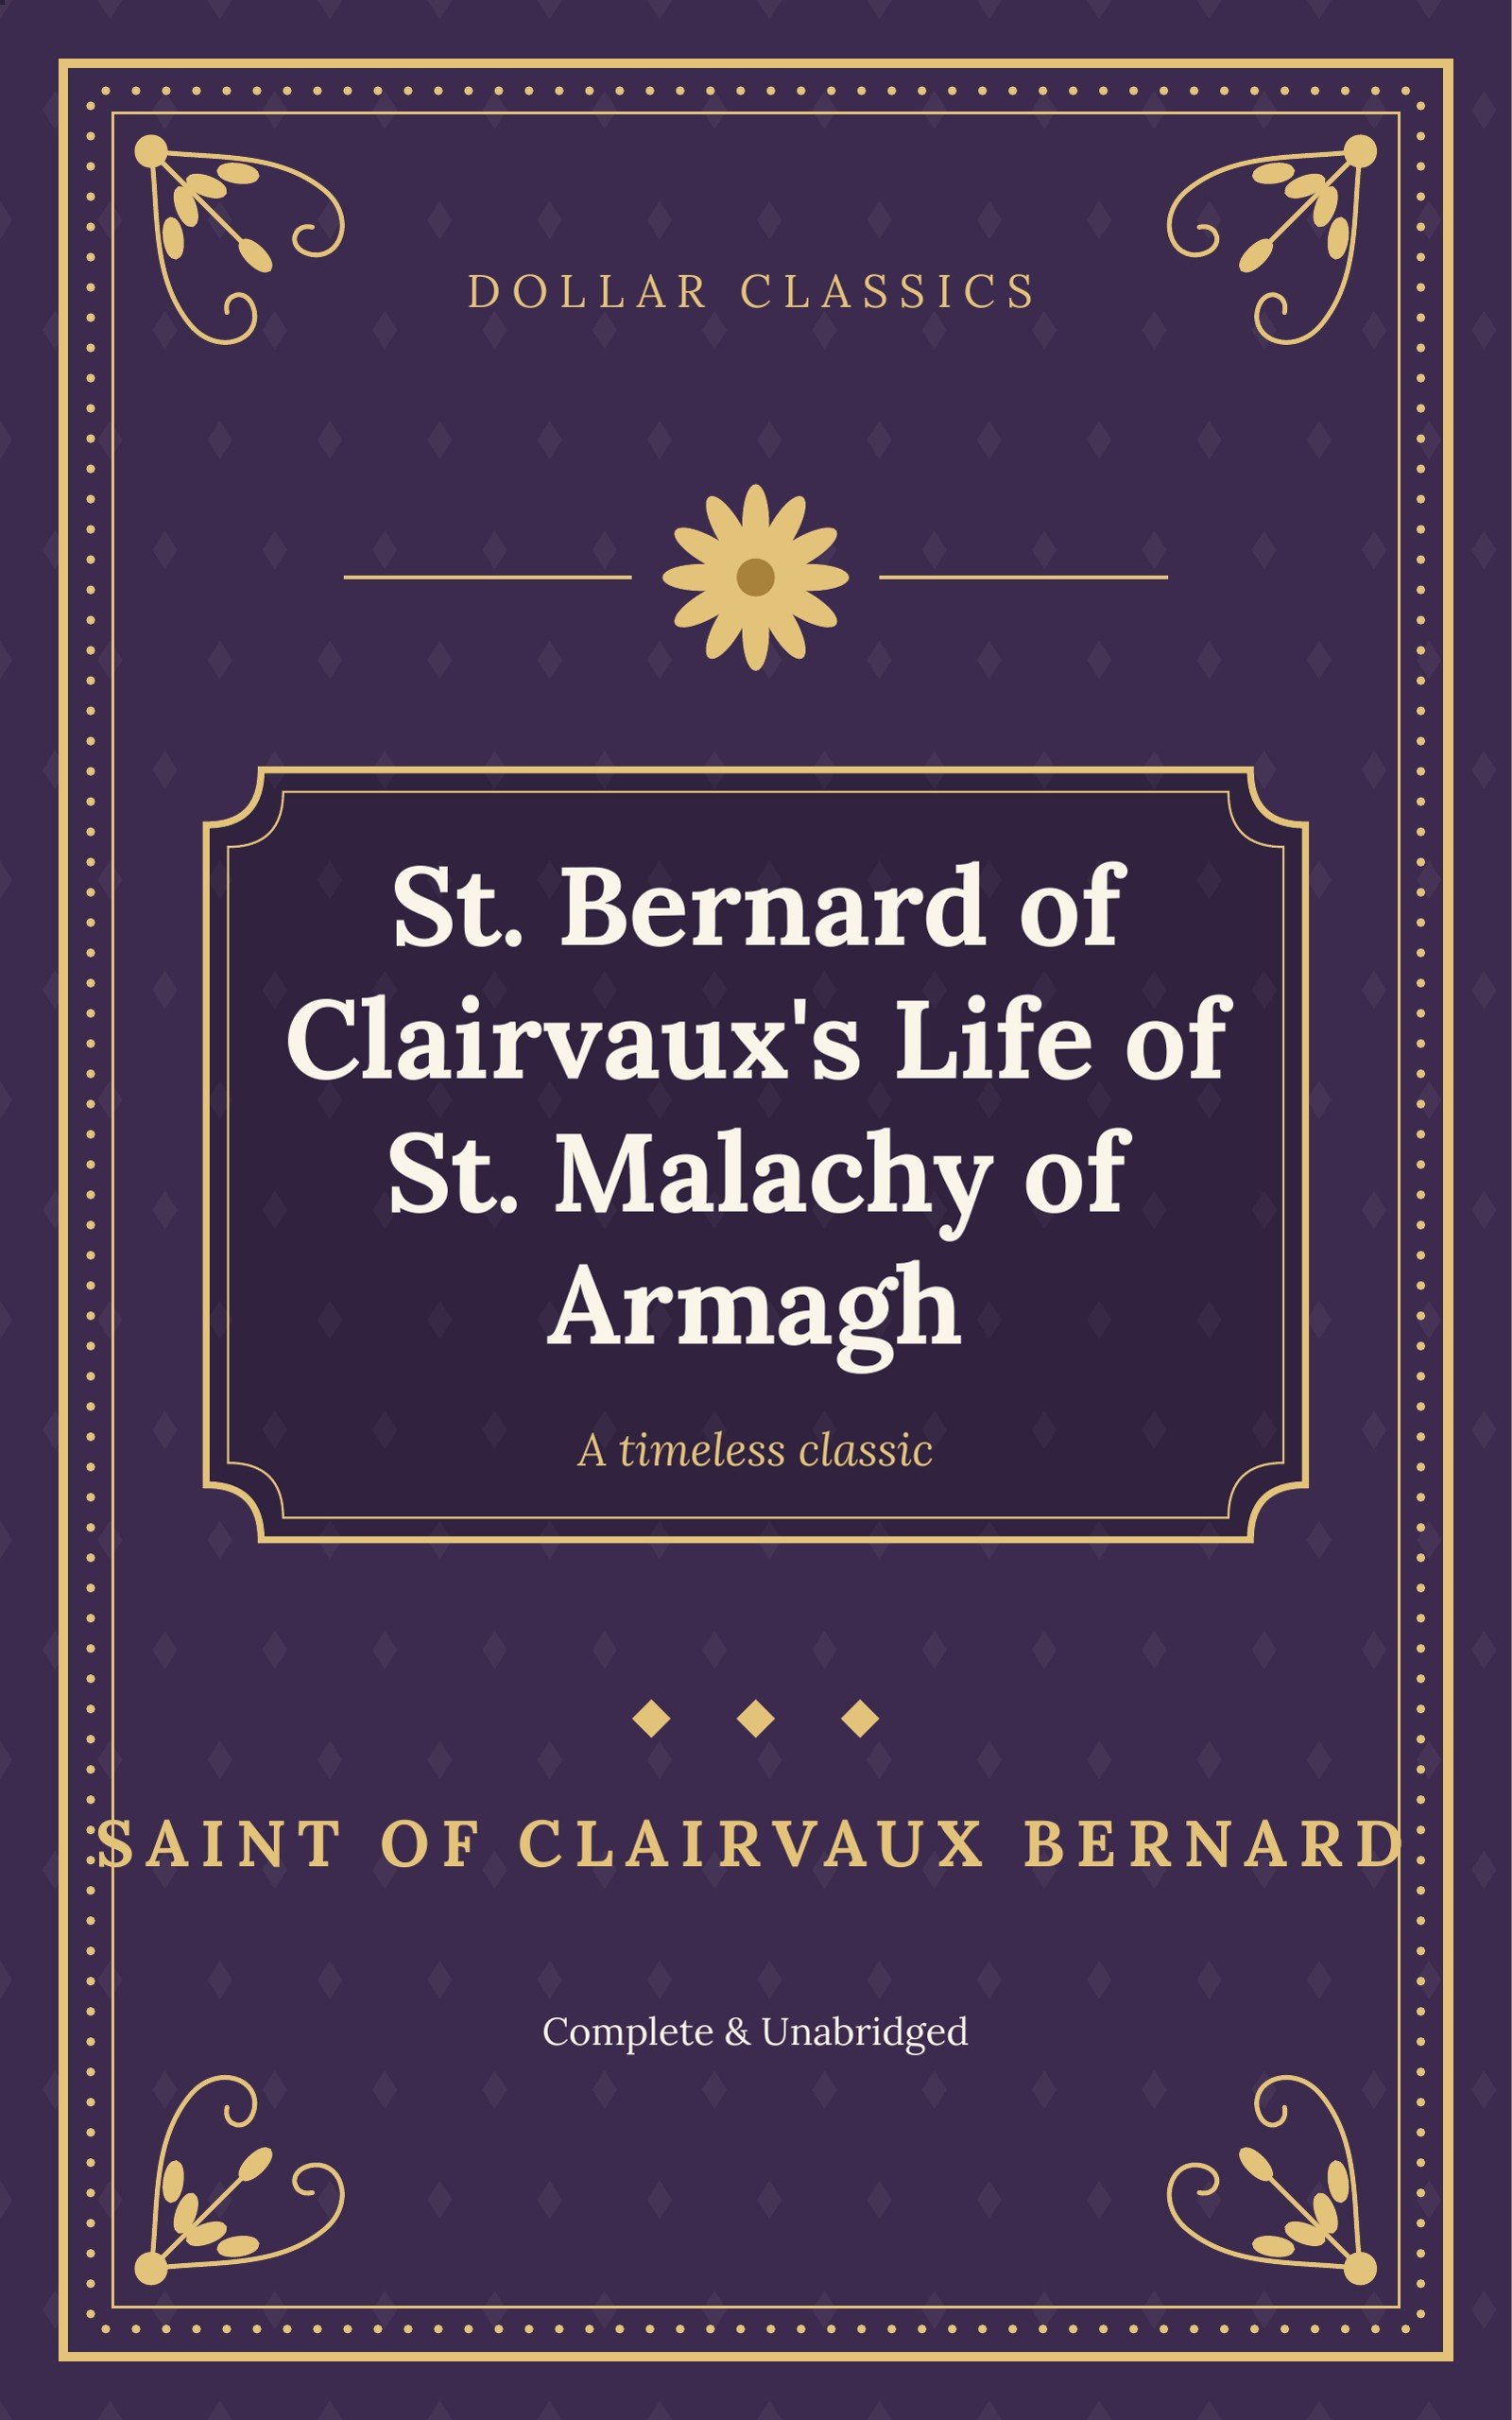 DOLLAR CLASSICS
St. Bernard of
Clairvaux's Life of
St. Malachy of
Armagh
A timeless classic
SAINT OF CLAIRVAUX BERNARD
Complete & Unabridged